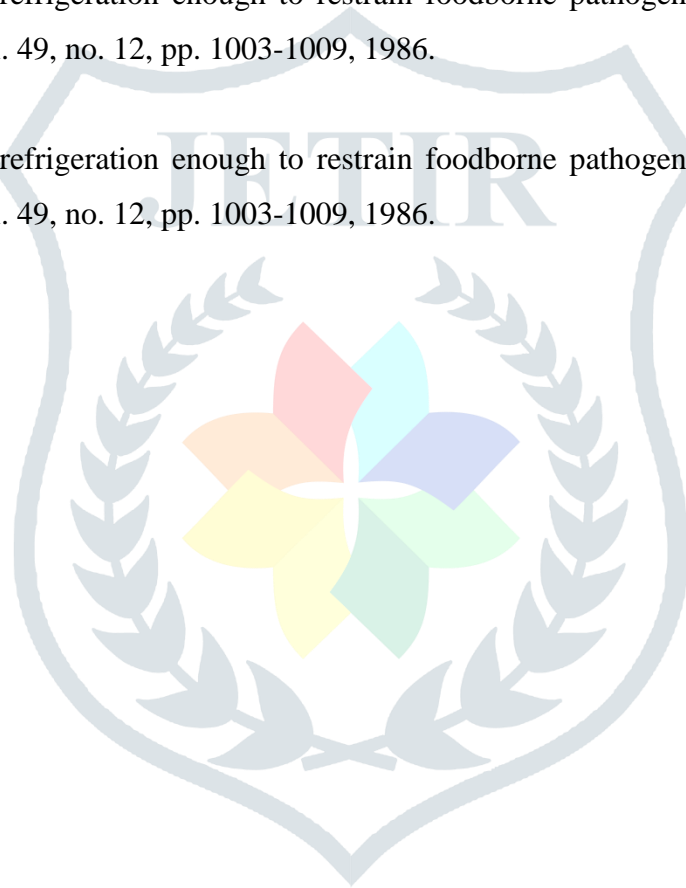 refrigeration enough to restrain foodborne pathogen
. 49, no. 12, pp. 1003-1009, 1986.
refrigeration enough to restrain foodborne pathogen
. 49, no. 12, pp. 1003-1009, 1986.
JETIR